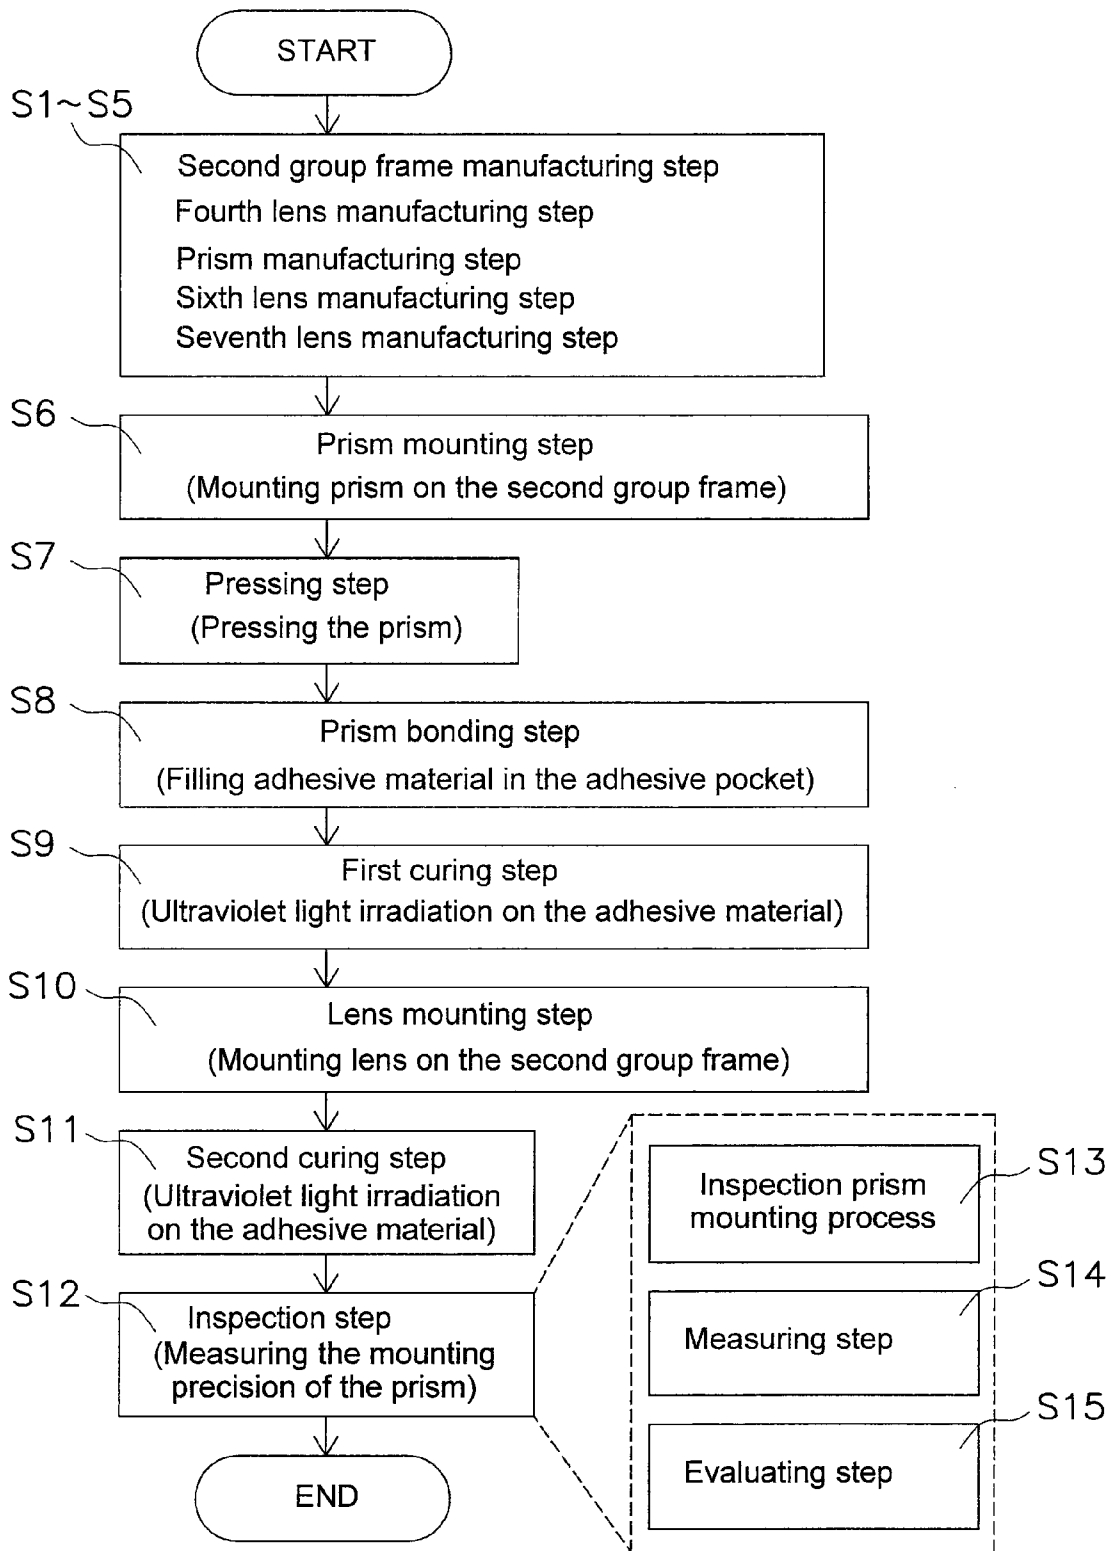 START
S1~S5
Second group frame manufacturing step
Fourth lens manufacturing step
Prism manufacturing step
Sixth lens manufacturing step
Seventh lens manufacturing step
S6
Prism mounting step
(Mounting prism on the second group frame)
S7
Pressing step
(Pressing the prism)
S8
Prism bonding step
(Filling adhesive material in the adhesive pocket)
S9
First curing step
(Ultraviolet light irradiation on the adhesive material)
S10
Lens mounting step
(Mounting lens on the second group frame)
S11
Second curing step
(Ultraviolet light irradiation
on the adhesive material)
S12
Inspection step
(Measuring the mounting
precision of the prism)
END
S13
Inspection prism
mounting process
S14
Measuring step
S15
Evaluating step